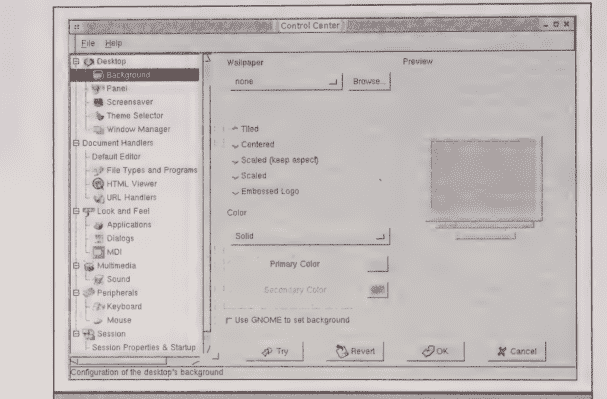 Control Center
File Help
Desktop
Background
Panel
Screensaver
Theme Selector
Window Manager
Document Handlers
Default Editor
File Types and Programs
HTML Viewer
URL Handlers
Look and Feel
Applications
Dialogs
MDI
Multimedia
Sound
Peripherals
Keyboard
Mouse
Session
Session Properties & Startup
Wallpaper
none
Browse...
Preview
Tiled
Centered
Scaled (keep aspect)
Scaled
Embossed Logo
Color
Solid
Primary Color
Secondary Color
Use GNOME to set background
Try Revert OK Cancel
Configuration of the desktop's background